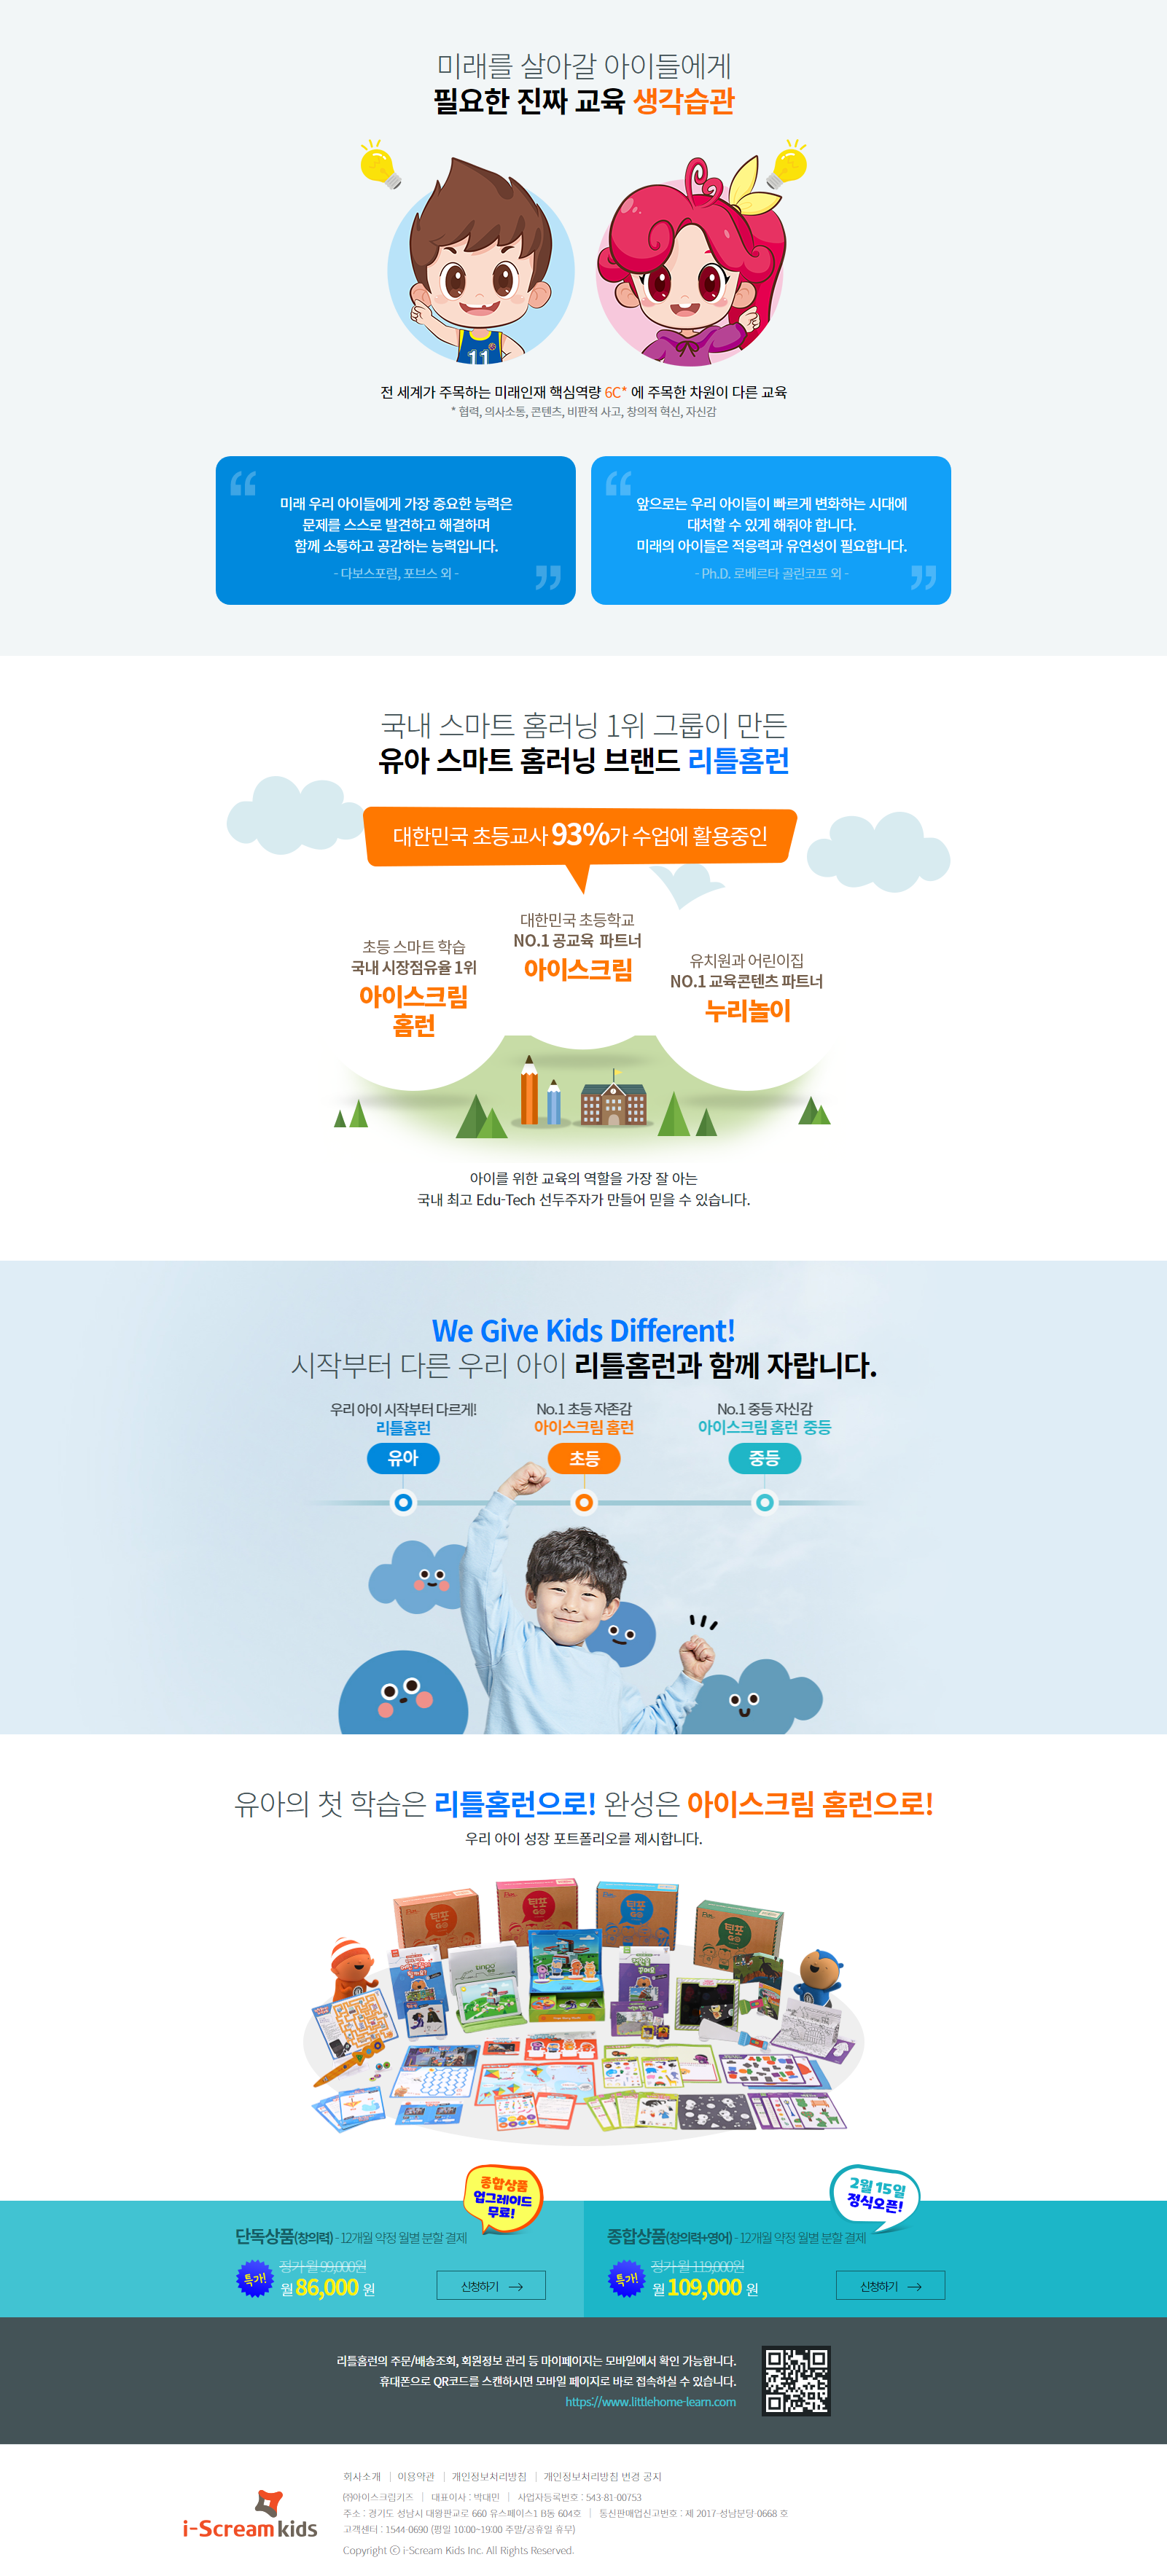 미래를 살아갈 아이들에게
필요한 진짜 교육 생각습관
11
전 세계가 주목하는 미래인재 핵심역량 6C* 에 주목한 차원이 다른 교육
* 협력, 의사소통, 콘텐츠, 비판적 사고, 창의적 혁신, 자신감
미래 우리 아이들에게 가장 중요한 능력은
문제를 스스로 발견하고 해결하며
함께 소통하고 공감하는 능력입니다.
- 다보스포럼, 포브스 외 -
앞으로는 우리 아이들이 빠르게 변화하는 시대에
대처할 수 있게 해줘야 합니다.
미래의 아이들은 적응력과 유연성이 필요합니다.
- Ph.D. 로베르타 골린코프 외 -
국내 스마트 홈러닝 1위 그룹이 만든
유아 스마트 홈러닝 브랜드 리틀홈런
대한민국 초등교사 93%가 수업에 활용중인
초등 스마트 학습
국내 시장점유율 1위
아이스크림
홈런
대한민국 초등학교
NO.1 공교육 파트너
아이스크림
유치원과 어린이집
NO.1 교육콘텐츠 파트너
누리놀이
아이를 위한 교육의 역할을 가장 잘 아는
국내 최고 Edu-Tech 선두주자가 만들어 믿을 수 있습니다.
We Give Kids Different!
시작부터 다른 우리 아이 리틀홈런과 함께 자랍니다.
우리 아이 시작부터 다르게!
리틀홈런
유아
No.1 초등 자존감
아이스크림 홈런
초등
No.1 중등 자신감
아이스크림 홈런 중등
중등
유아의 첫 학습은 리틀홈런으로! 완성은 아이스크림 홈런으로!
우리 아이 성장 포트폴리오를 제시합니다.
종합상품
업그레이드
무료!
단독상품(창의력) - 12개월 약정 월별 분할 결제
특가!
정가 월 99,000원
월 86,000 원
신청하기
2월 15일
정식오픈!
종합상품(창의력+영어) - 12개월 약정 월별 분할 결제
특가!
정가 월 119,000원
월 109,000 원
신청하기
리틀홈런의 주문/배송조회, 회원정보 관리 등 마이페이지는 모바일에서 확인 가능합니다.
휴대폰으로 QR코드를 스캔하시면 모바일 페이지로 바로 접속하실 수 있습니다.
https://www.littlehome-learn.com
i-Scream kids
회사소개 | 이용약관 | 개인정보처리방침 | 개인정보처리방침 변경 공지
㈜아이스크림키즈 | 대표이사 : 박대민 | 사업자등록번호 : 543-81-00753
주소 : 경기도 성남시 대왕판교로 660 유스페이스1 B동 604호 | 통신판매업신고번호 : 제 2017-성남분당-0668 호
고객센터 : 1544-0690 (평일 10:00~19:00 주말/공휴일 휴무)
Copyright ⓒ i-Scream Kids Inc. All Rights Reserved.